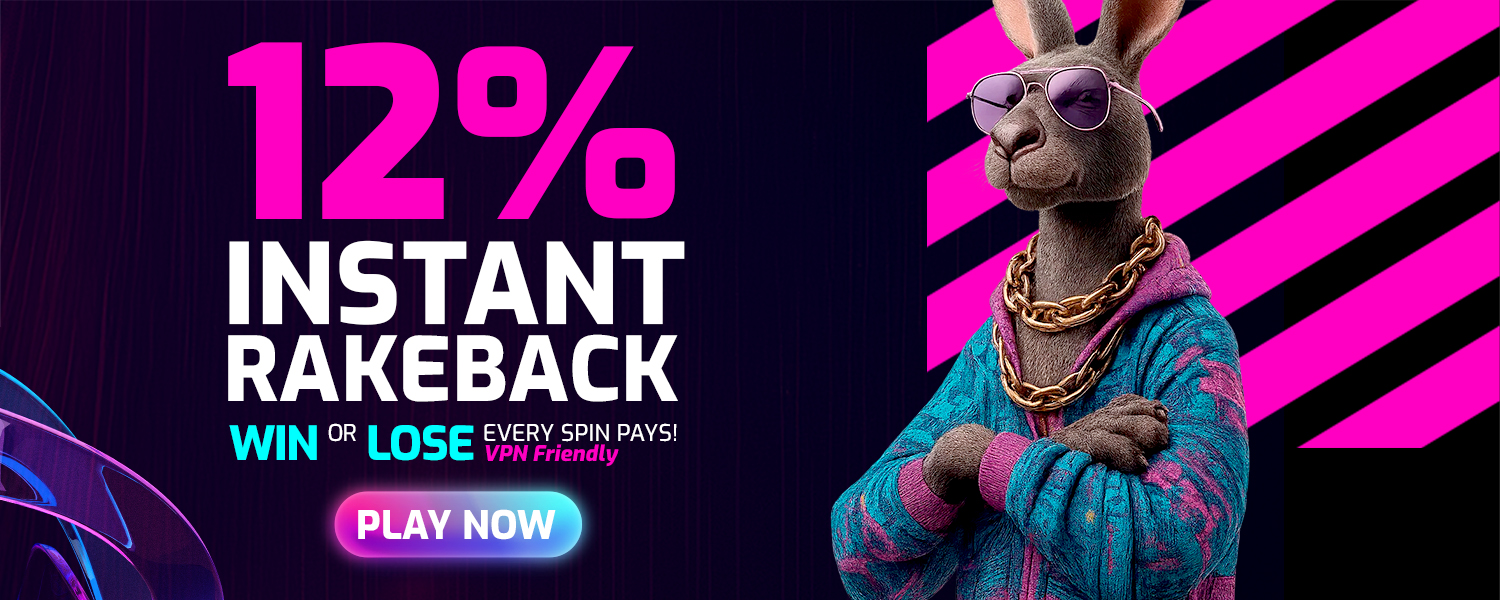 12%
INSTANT
RAKEBACK
WIN OR LOSE EVERY SPIN PAYS!
VPN Friendly
PLAY NOW